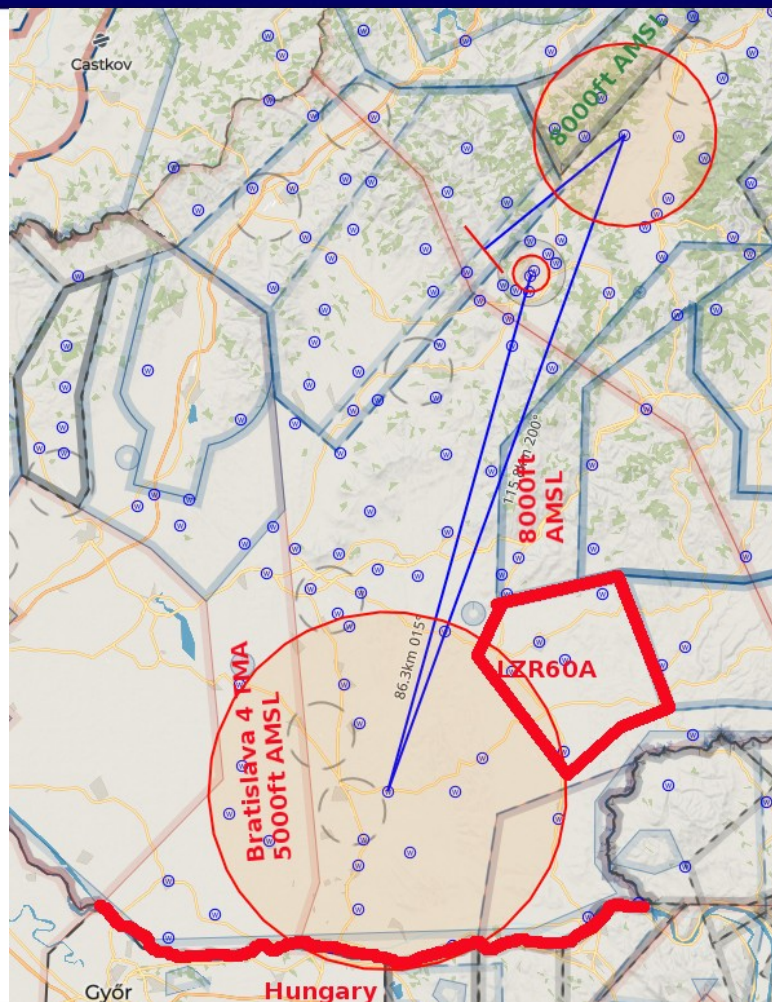 Castkov
8000ft AMSL
115.8km 200°
8000ft
AMSL
86.3km 015
LZR60A
Bratislava 4 TMA
5000ft AMSL
Hungary
Győr